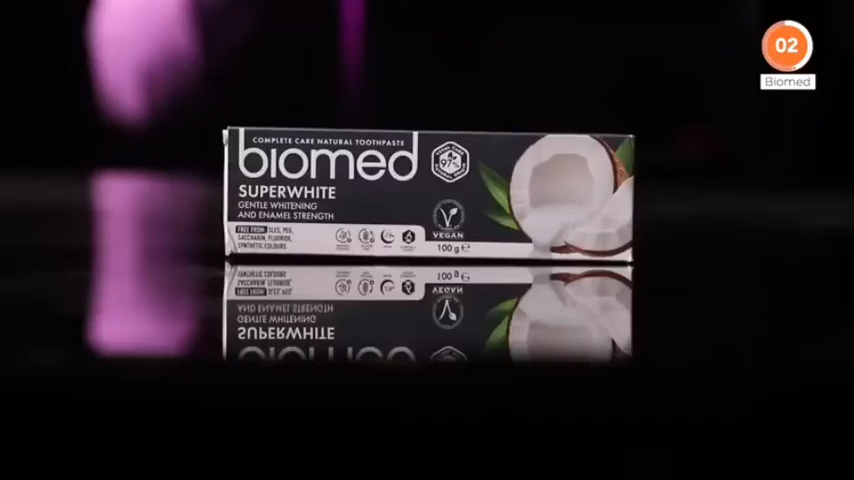 02
Biomed
COMPLETE CARE NATURAL TOOTHPASTE
biomed
SUPERWHITE
GENTLE WHITENING
AND ENAMEL STRENGTH
FREE FROM SLES, PEG,
SACCHARIN, FLUORIDE,
SYNTHETIC COLOURS
97%
VEGAN
100 g e